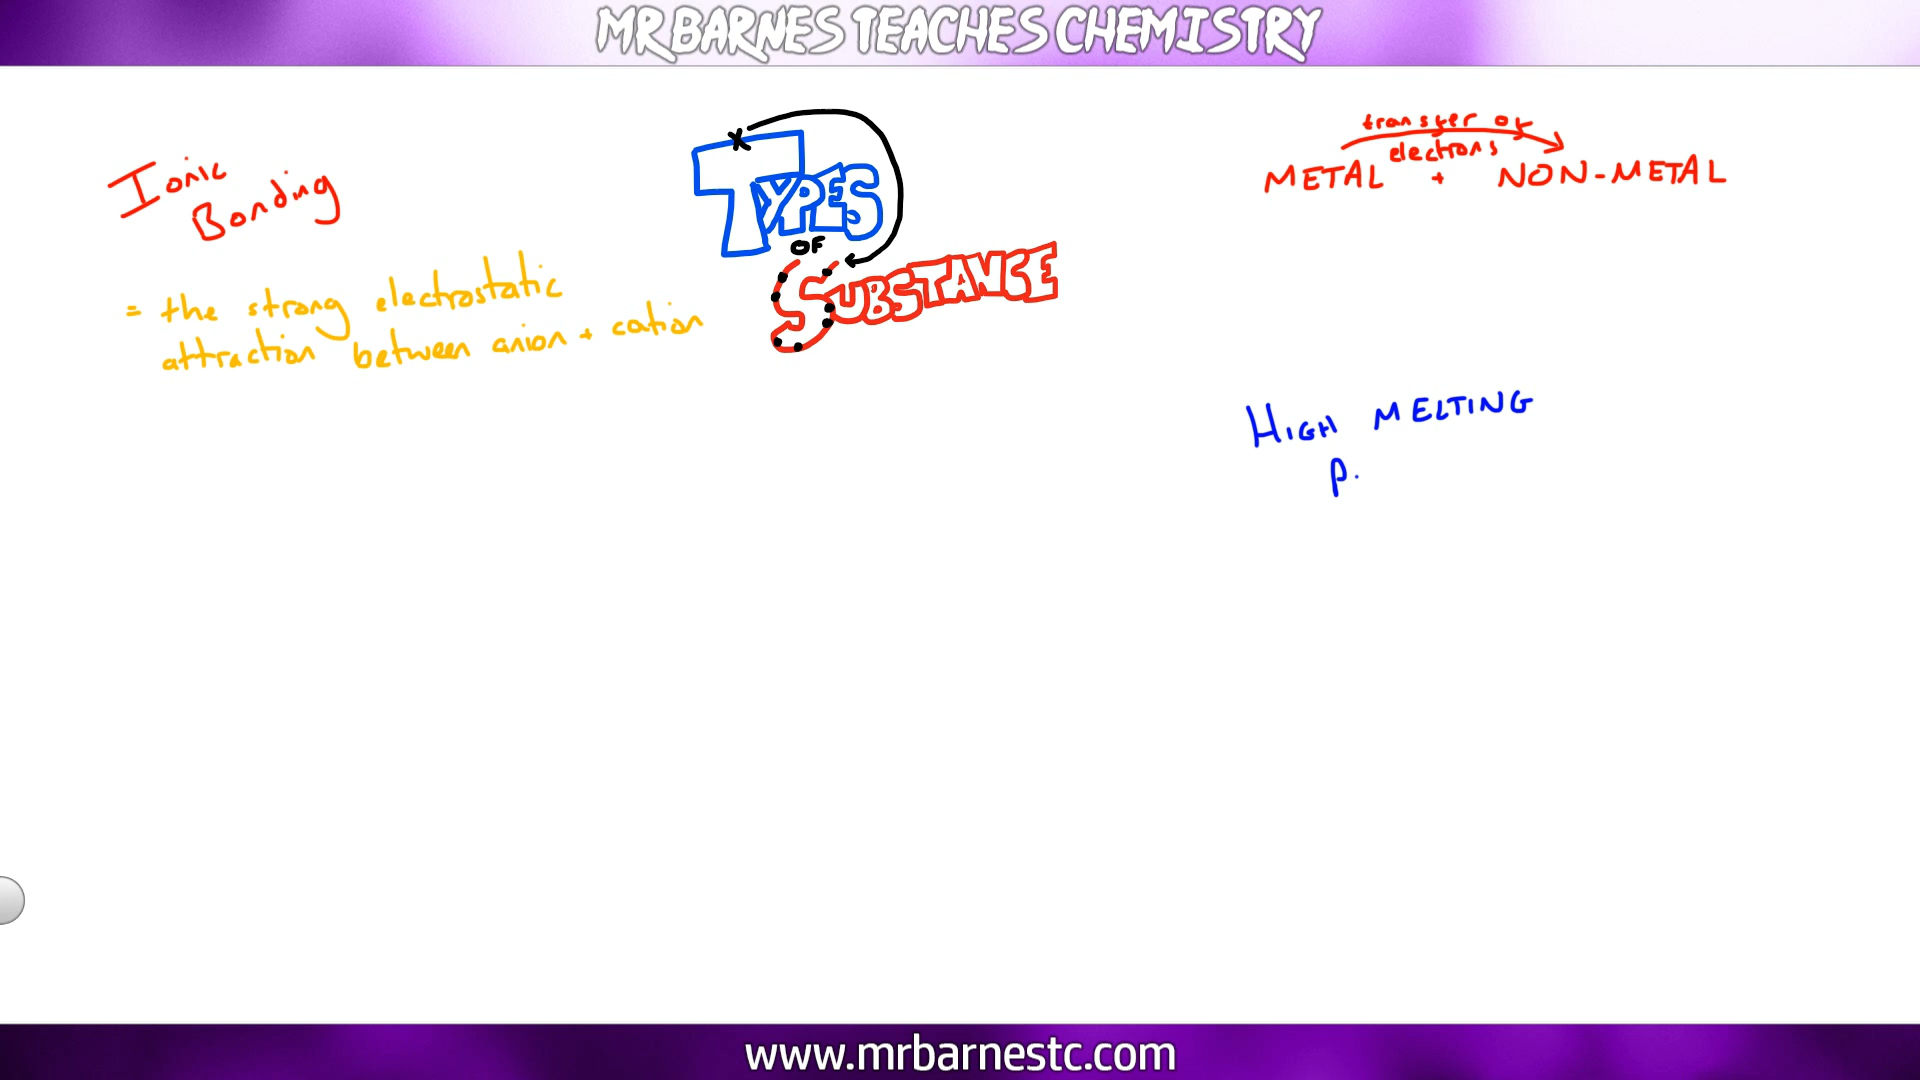 MR BARNES TEACHES CHEMISTRY
Ionic
Bonding
= the strong electrostatic
attraction between anion + cation
TYPES
OF
SUBSTANCE
transfer of
electrons
METAL + NON-METAL
HIGH MELTING
p.
www.mrbarnestc.com